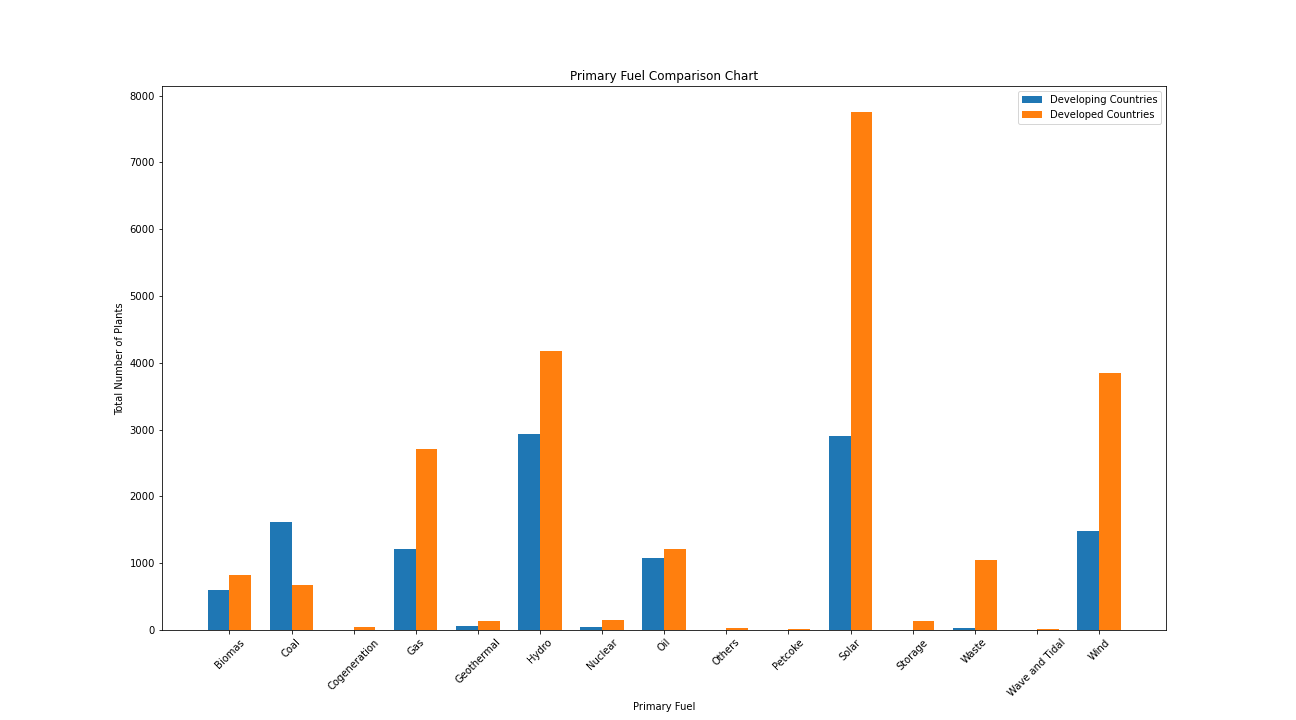 Primary Fuel Comparison Chart
Developing Countries
Developed Countries
8000
7000
6000
5000
4000
3000
2000
1000
0
Total Number of Plants
Biomas
Coal
Cogeneration
Gas
Geothermal
Hydro
Nuclear
Oil
Others
Petcoke
Solar
Storage
Waste
Wave and Tidal
Wind
Primary Fuel